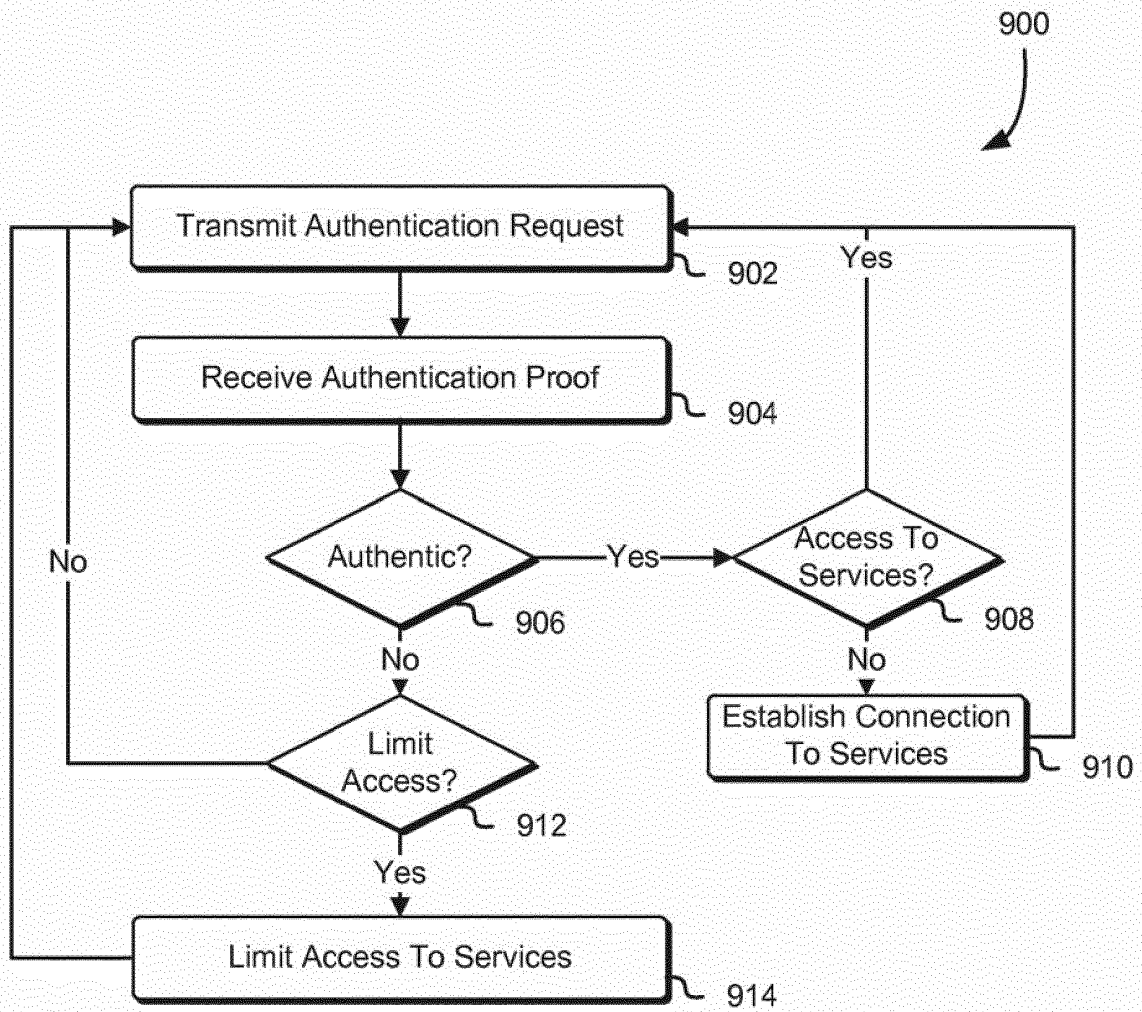 900
Transmit Authentication Request
902
Yes
Receive Authentication Proof
904
No
Authentic?
Yes
Access To
Services?
906
908
No
No
Establish Connection
To Services
910
Limit
Access?
912
Yes
Limit Access To Services
914